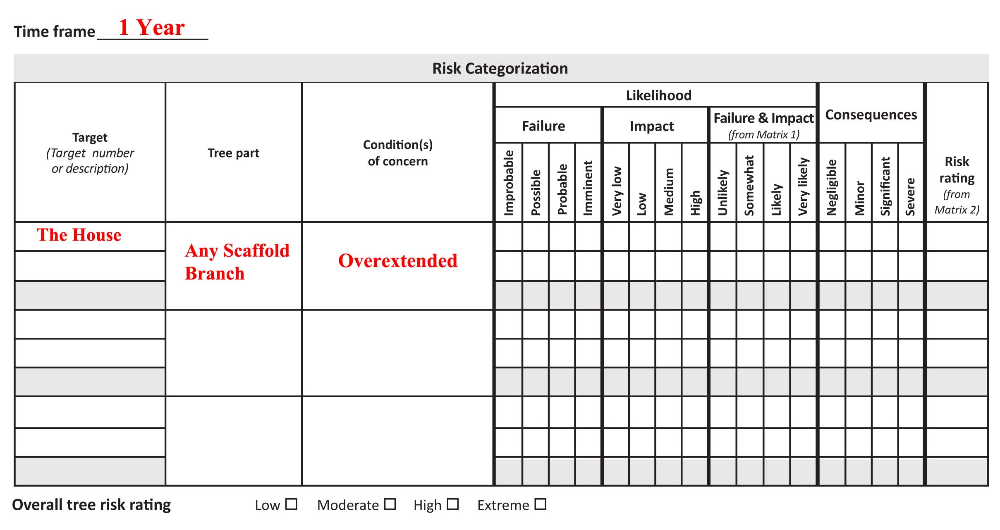 Time frame 1 Year
Risk Categorization
Likelihood
Failure
Impact
Failure & Impact
(from Matrix 1)
Consequences
Target
(Target number
or description)
Tree part
Condition(s)
of concern
Improbable
Possible
Probable
Imminent
Very low
Low
Medium
High
Unlikely
Somewhat
Likely
Very likely
Negligible
Minor
Significant
Severe
Risk
rating
(from
Matrix 2)
The House
Any Scaffold
Branch
Overextended
Overall tree risk rating Low Moderate High Extreme